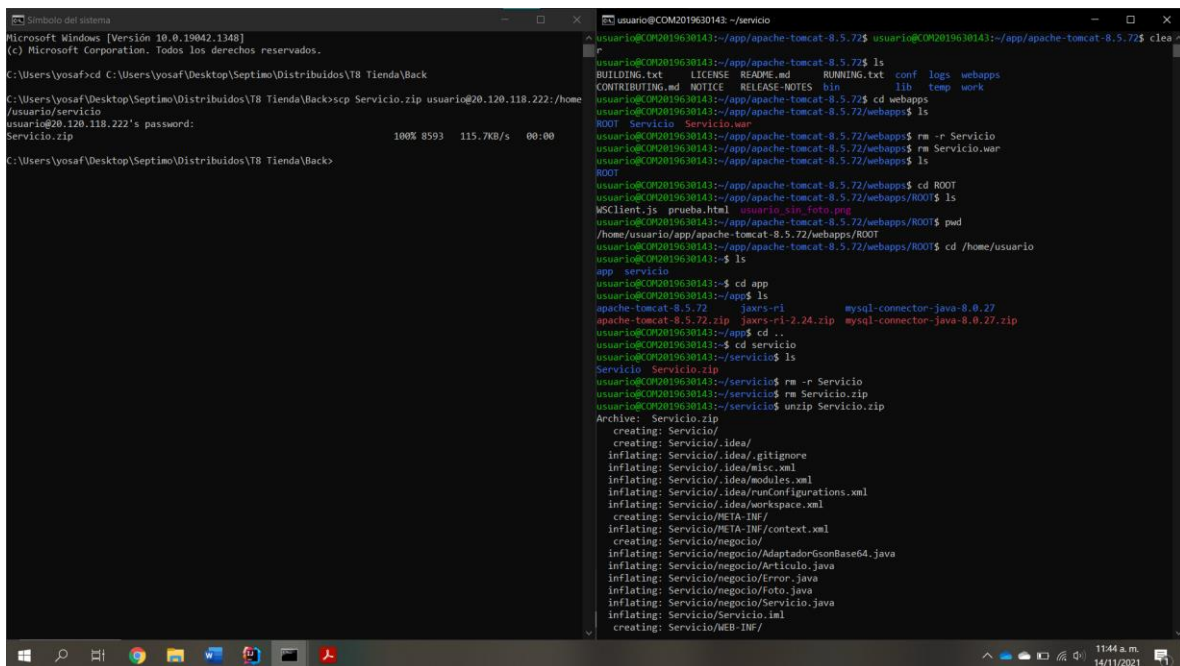 Símbolo del sistema
Microsoft Windows [Versión 10.0.19042.1348]
(c) Microsoft Corporation. Todos los derechos reservados.
C:\Users\yosaf>cd C:\Users\yosaf\Desktop\Septimo\Distribuidos\T8 Tienda\Back
C:\Users\yosaf\Desktop\Septimo\Distribuidos\T8 Tienda\Back>scp Servicio.zip usuario@20.120.118.222:/home
/usuario/servicio
usuario@20.120.118.222's password:
Servicio.zip 100% 8593 115.7KB/s 00:00
C:\Users\yosaf\Desktop\Septimo\Distribuidos\T8 Tienda\Back>
usuario@COM2019630143: ~/servicio
usuario@COM2019630143:~/app/apache-tomcat-8.5.72$ usuario@COM2019630143:~/app/apache-tomcat-8.5.72$ clea
r
usuario@COM2019630143:~/app/apache-tomcat-8.5.72$ ls
BUILDING.txt LICENSE README.md RUNNING.txt conf logs webapps
CONTRIBUTING.md NOTICE RELEASE-NOTES bin lib temp work
usuario@COM2019630143:~/app/apache-tomcat-8.5.72$ cd webapps
usuario@COM2019630143:~/app/apache-tomcat-8.5.72/webapps$ ls
ROOT Servicio Servicio.war
usuario@COM2019630143:~/app/apache-tomcat-8.5.72/webapps$ rm -r Servicio
usuario@COM2019630143:~/app/apache-tomcat-8.5.72/webapps$ rm Servicio.war
usuario@COM2019630143:~/app/apache-tomcat-8.5.72/webapps$ ls
ROOT
usuario@COM2019630143:~/app/apache-tomcat-8.5.72/webapps$ cd ROOT
usuario@COM2019630143:~/app/apache-tomcat-8.5.72/webapps/ROOT$ ls
WSClient.js prueba.html usuario_sin_foto.png
usuario@COM2019630143:~/app/apache-tomcat-8.5.72/webapps/ROOT$ pwd
/home/usuario/app/apache-tomcat-8.5.72/webapps/ROOT
usuario@COM2019630143:~/app/apache-tomcat-8.5.72/webapps/ROOT$ cd /home/usuario
usuario@COM2019630143:~$ ls
app servicio
usuario@COM2019630143:~$ cd app
usuario@COM2019630143:~/app$ ls
apache-tomcat-8.5.72 jaxrs-ri mysql-connector-java-8.0.27
apache-tomcat-8.5.72.zip jaxrs-ri-2.24.zip mysql-connector-java-8.0.27.zip
usuario@COM2019630143:~/app$ cd ..
usuario@COM2019630143:~$ cd servicio
usuario@COM2019630143:~/servicio$ ls
Servicio Servicio.zip
usuario@COM2019630143:~/servicio$ rm -r Servicio
usuario@COM2019630143:~/servicio$ rm Servicio.zip
usuario@COM2019630143:~/servicio$ unzip Servicio.zip
Archive: Servicio.zip
creating: Servicio/
creating: Servicio/.idea/
inflating: Servicio/.idea/.gitignore
inflating: Servicio/.idea/misc.xml
inflating: Servicio/.idea/modules.xml
inflating: Servicio/.idea/runConfigurations.xml
inflating: Servicio/.idea/workspace.xml
creating: Servicio/META-INF/
inflating: Servicio/META-INF/context.xml
creating: Servicio/negocio/
inflating: Servicio/negocio/AdaptadorGsonBase64.java
inflating: Servicio/negocio/Articulo.java
inflating: Servicio/negocio/Error.java
inflating: Servicio/negocio/Foto.java
inflating: Servicio/negocio/Servicio.java
inflating: Servicio/Servicio.iml
creating: Servicio/WEB-INF/
11:44 a. m.
14/11/2021